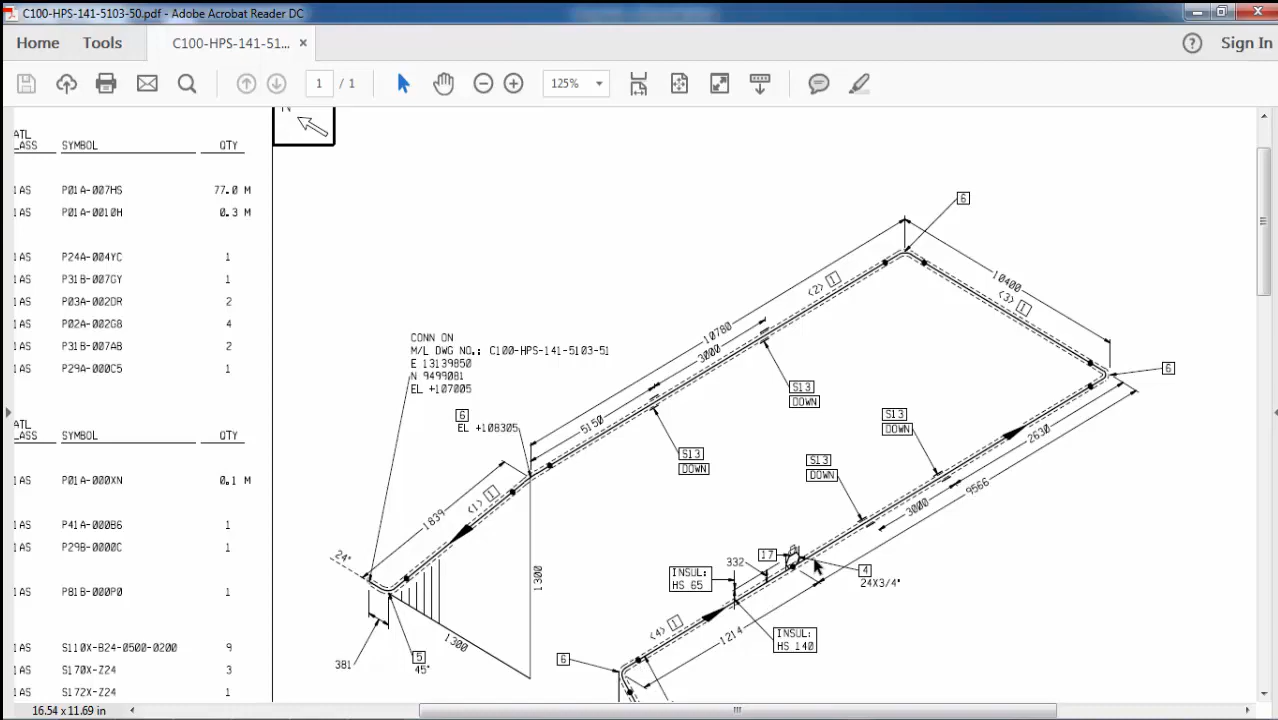 C100-HPS-141-5103-50.pdf - Adobe Acrobat Reader DC
Home Tools C100-HPS-141-51... × Sign In
1 / 1 125%
N
ATL
LASS SYMBOL QTY
1AS P01A-007HS 77.0 M
1AS P01A-0010H 0.3 M
1AS P24A-004YC 1
1AS P31B-007GY 1
1AS P03A-002DR 2
1AS P02A-002G8 4
1AS P31B-007AB 2
1AS P29A-000C5 1
ATL
LASS SYMBOL QTY
1AS P01A-000XN 0.1 M
1AS P41A-000B6 1
1AS P29B-0000C 1
1AS P81B-000P0 1
1AS S110X-B24-0500-0200 9
1AS S170X-Z24 3
1AS S172X-Z24 1
6
10400
<3> 1
<2> 1
10780
3000
CONN ON
M/L DWG NO.: C100-HPS-141-5103-51
E 13139850
N 9499081
EL +107005
6
S13
DOWN
6
EL +108305
5150
S13
DOWN
2630
S13
DOWN
S13
DOWN
9566
3000
<1> 1
1839
24"
17
332
4
24X3/4"
INSUL:
HS 65
1300
<4> 1
1214
INSUL:
HS 140
1300
5
45°
381
6
16.54 x 11.69 in